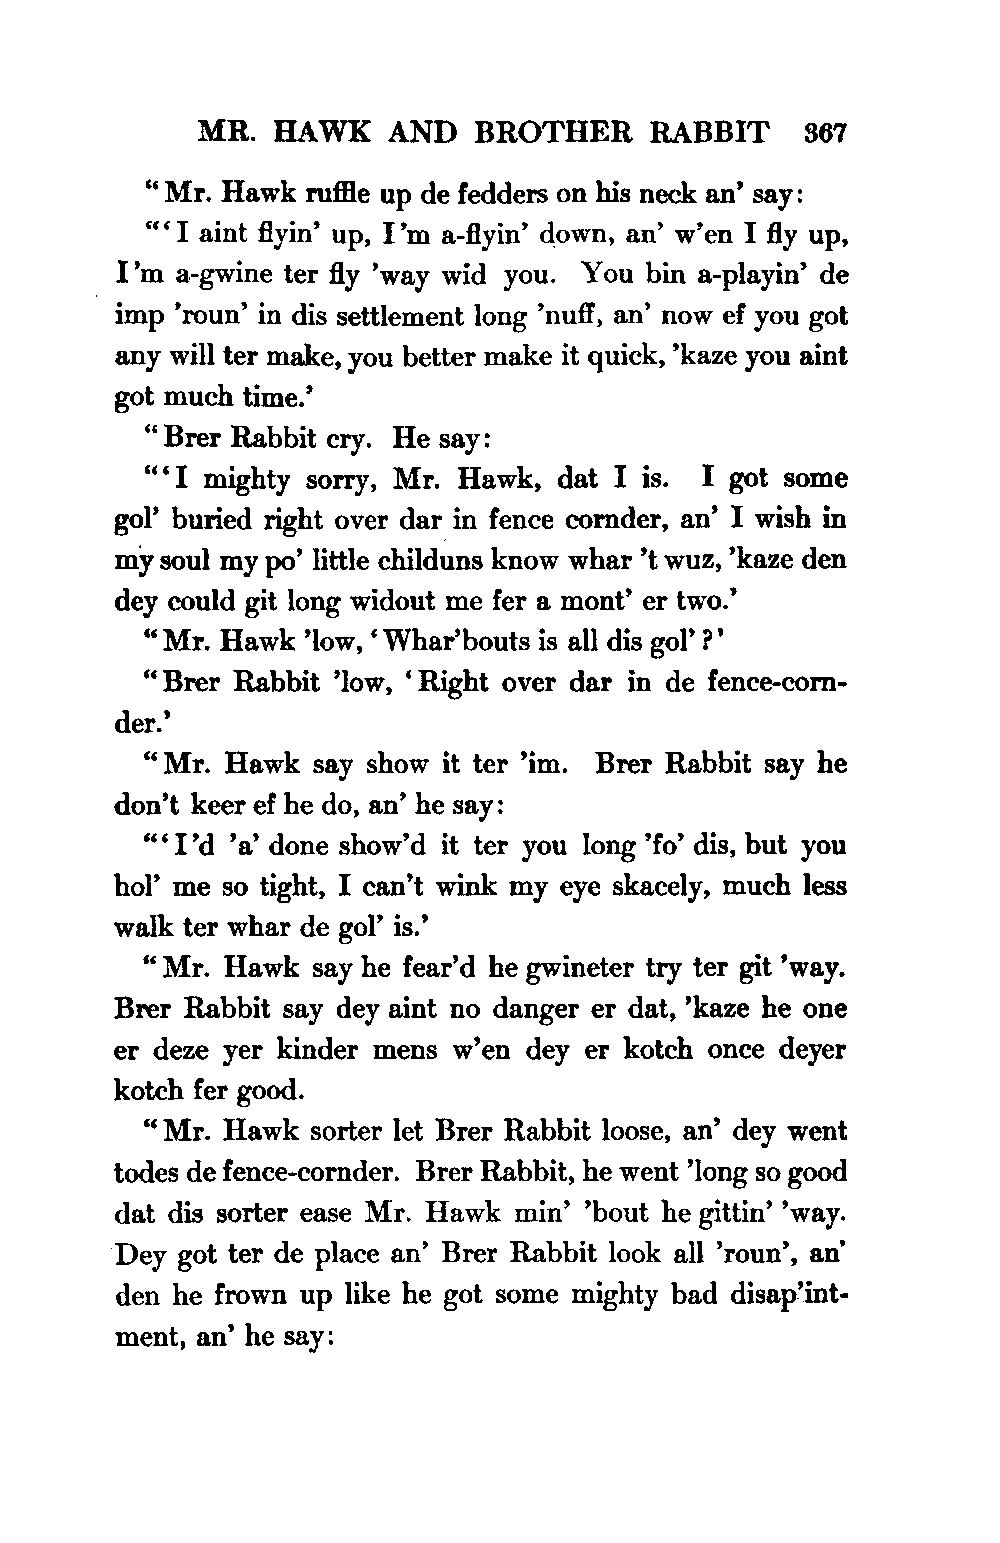 MR. HAWK AND BROTHER RABBIT 367
"Mr. Hawk ruffle up de fedders on his neck an' say:
"'I aint flyin' up, I'm a-flyin' down, an' w'en I fly up,
I'm a-gwine ter fly 'way wid you. You bin a-playin' de
imp 'roun' in dis settlement long 'nuff, an' now ef you got
any will ter make, you better make it quick, 'kaze you aint
got much time.'
"Brer Rabbit cry. He say:
"'I mighty sorry, Mr. Hawk, dat I is. I got some
gol' buried right over dar in fence cornder, an' I wish in
my soul my po' little childuns know whar 't wuz, 'kaze den
dey could git long widout me fer a mont' er two.'
"Mr. Hawk 'low, 'Whar'bouts is all dis gol'?'
"Brer Rabbit 'low, 'Right over dar in de fence-corn-
der.'
"Mr. Hawk say show it ter 'im. Brer Rabbit say he
don't keer ef he do, an' he say:
"'I'd 'a' done show'd it ter you long 'fo' dis, but you
hol' me so tight, I can't wink my eye skacely, much less
walk ter whar de gol' is.'
"Mr. Hawk say he fear'd he gwineter try ter git 'way.
Brer Rabbit say dey aint no danger er dat, 'kaze he one
er deze yer kinder mens w'en dey er kotch once deyer
kotch fer good.
"Mr. Hawk sorter let Brer Rabbit loose, an' dey went
todes de fence-cornder. Brer Rabbit, he went 'long so good
dat dis sorter ease Mr. Hawk min' 'bout he gittin' 'way.
Dey got ter de place an' Brer Rabbit look all 'roun', an'
den he frown up like he got some mighty bad disap'int-
ment, an' he say: